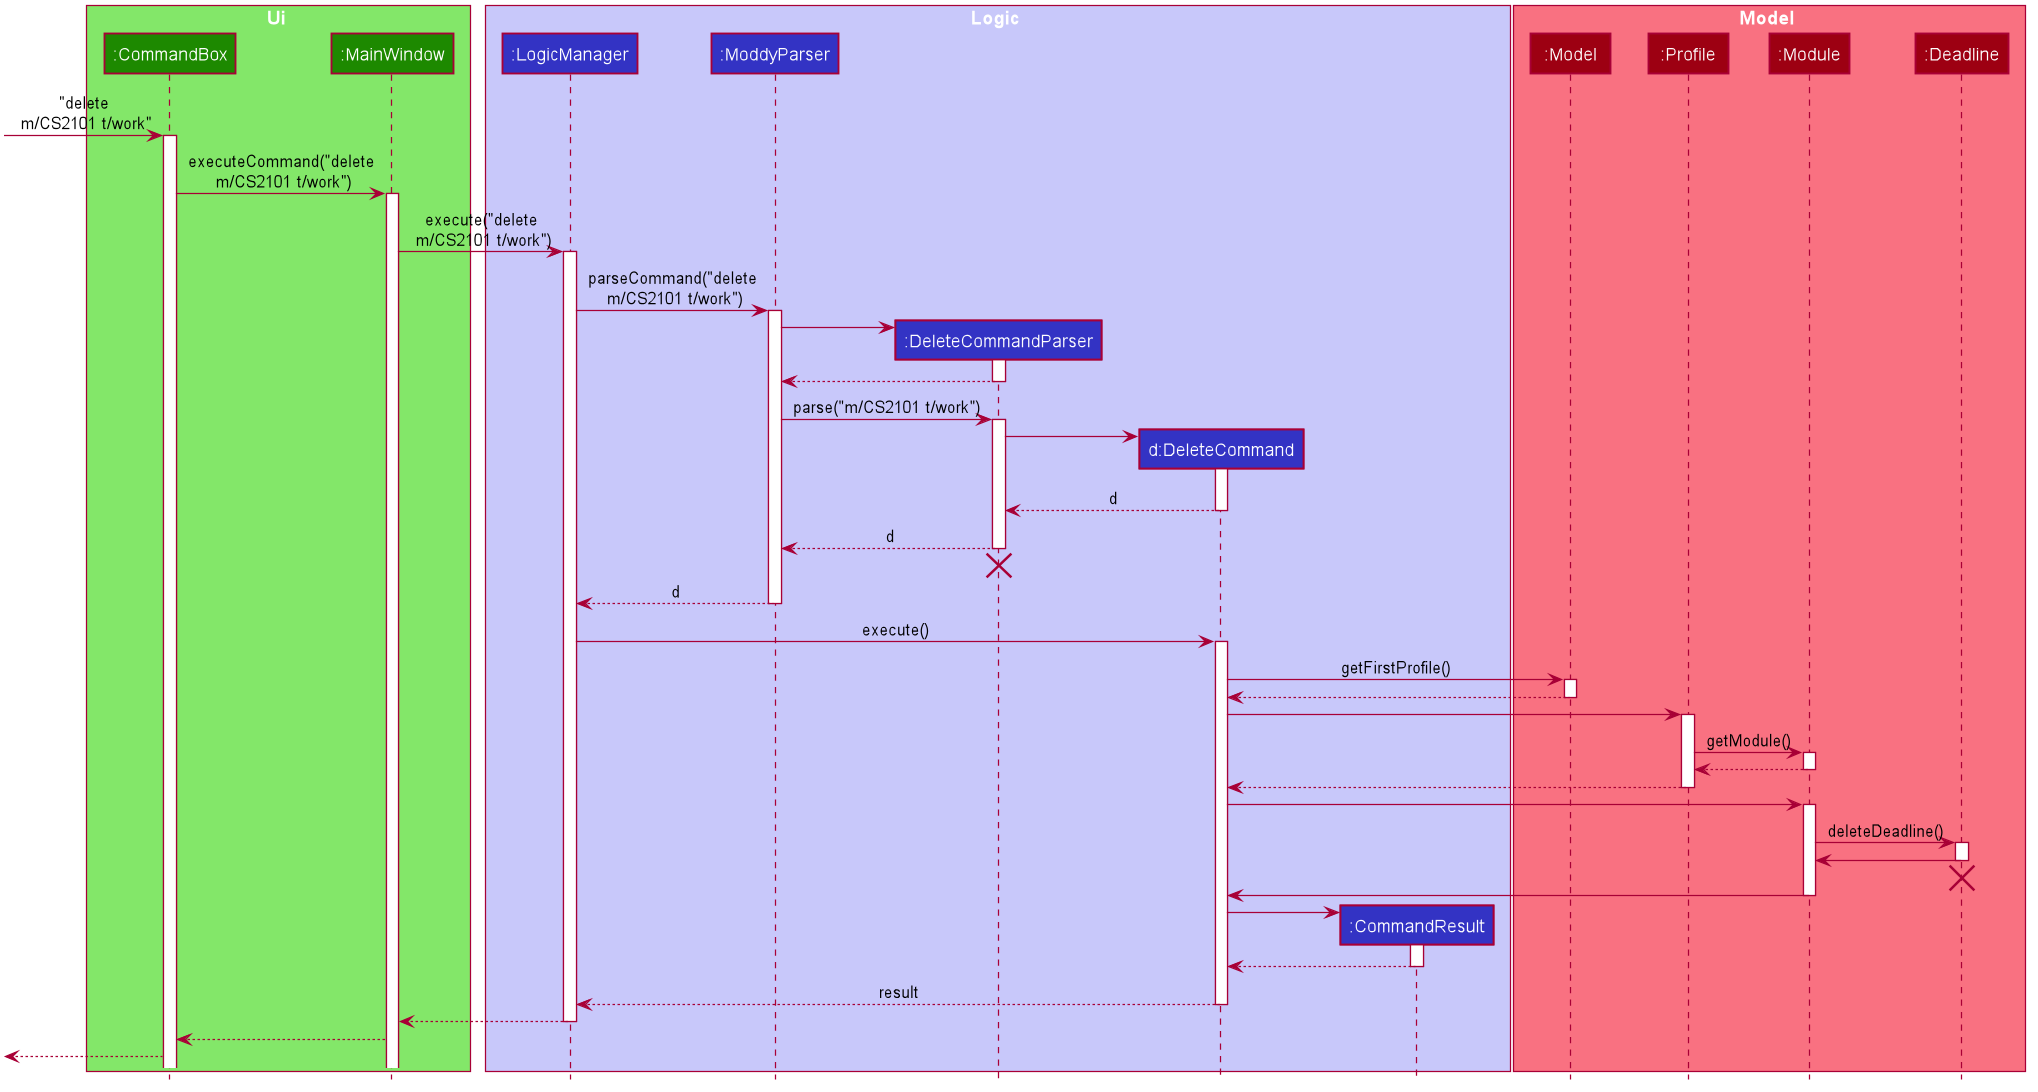 Ui
Logic
Model
:CommandBox
:MainWindow
:LogicManager
:ModdyParser
:Model
:Profile
:Module
:Deadline
"delete
m/CS2101 t/work"
executeCommand("delete
m/CS2101 t/work")
execute("delete
m/CS2101 t/work")
parseCommand("delete
m/CS2101 t/work")
:DeleteCommandParser
parse("m/CS2101 t/work")
d:DeleteCommand
d
d
d
execute()
getFirstProfile()
getModule()
deleteDeadline()
:CommandResult
result